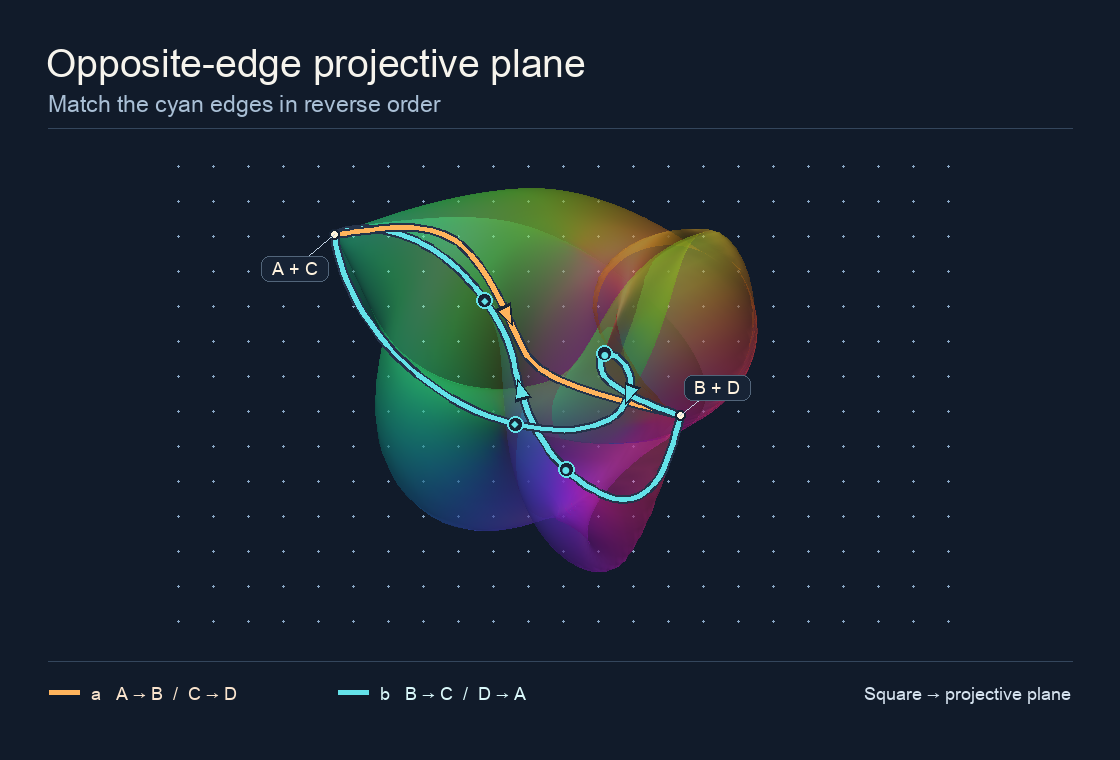 Opposite-edge projective plane
Match the cyan edges in reverse order
A + C
B + D
a A→B / C→D
b B→C / D→A
Square→projective plane